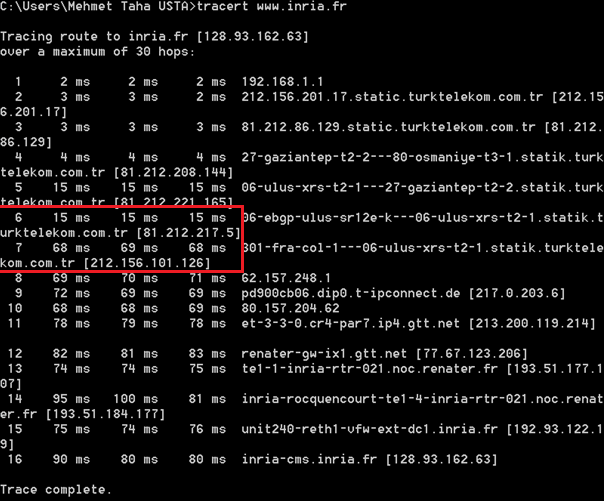 C:\Users\Mehmet Taha USTA>tracert www.inria.fr
Tracing route to inria.fr [128.93.162.63]
over a maximum of 30 hops:
1 2 ms 2 ms 2 ms 192.168.1.1
2 3 ms 3 ms 2 ms 212.156.201.17.static.turktelekom.com.tr [212.15
6.201.17]
3 3 ms 3 ms 3 ms 81.212.86.129.static.turktelekom.com.tr [81.212.
86.129]
4 4 ms 4 ms 4 ms 27-gaziantep-t2-2---80-osmaniye-t3-1.statik.turk
telekom.com.tr [81.212.208.144]
5 15 ms 15 ms 15 ms 06-ulus-xrs-t2-1---27-gaziantep-t2-2.statik.turk
telekom.com.tr [81.212.221.165]
6 15 ms 15 ms 15 ms 06-ebgp-ulus-sr12e-k---06-ulus-xrs-t2-1.statik.t
urktelekom.com.tr [81.212.217.5]
7 68 ms 69 ms 68 ms 301-fra-col-1---06-ulus-xrs-t2-1.statik.turktele
kom.com.tr [212.156.101.126]
8 69 ms 70 ms 71 ms 62.157.248.1
9 72 ms 69 ms 69 ms pd900cb06.dip0.t-ipconnect.de [217.0.203.6]
10 68 ms 68 ms 69 ms 80.157.204.62
11 78 ms 79 ms 78 ms et-3-3-0.cr4-par7.ip4.gtt.net [213.200.119.214]
12 82 ms 81 ms 83 ms renater-gw-ix1.gtt.net [77.67.123.206]
13 74 ms 74 ms 75 ms te1-1-inria-rtr-021.noc.renater.fr [193.51.177.1
07]
14 95 ms 100 ms 81 ms inria-rocquencourt-te1-4-inria-rtr-021.noc.renat
er.fr [193.51.184.177]
15 75 ms 74 ms 76 ms unit240-reth1-vfw-ext-dc1.inria.fr [192.93.122.1
9]
16 90 ms 80 ms 80 ms inria-cms.inria.fr [128.93.162.63]
Trace complete.